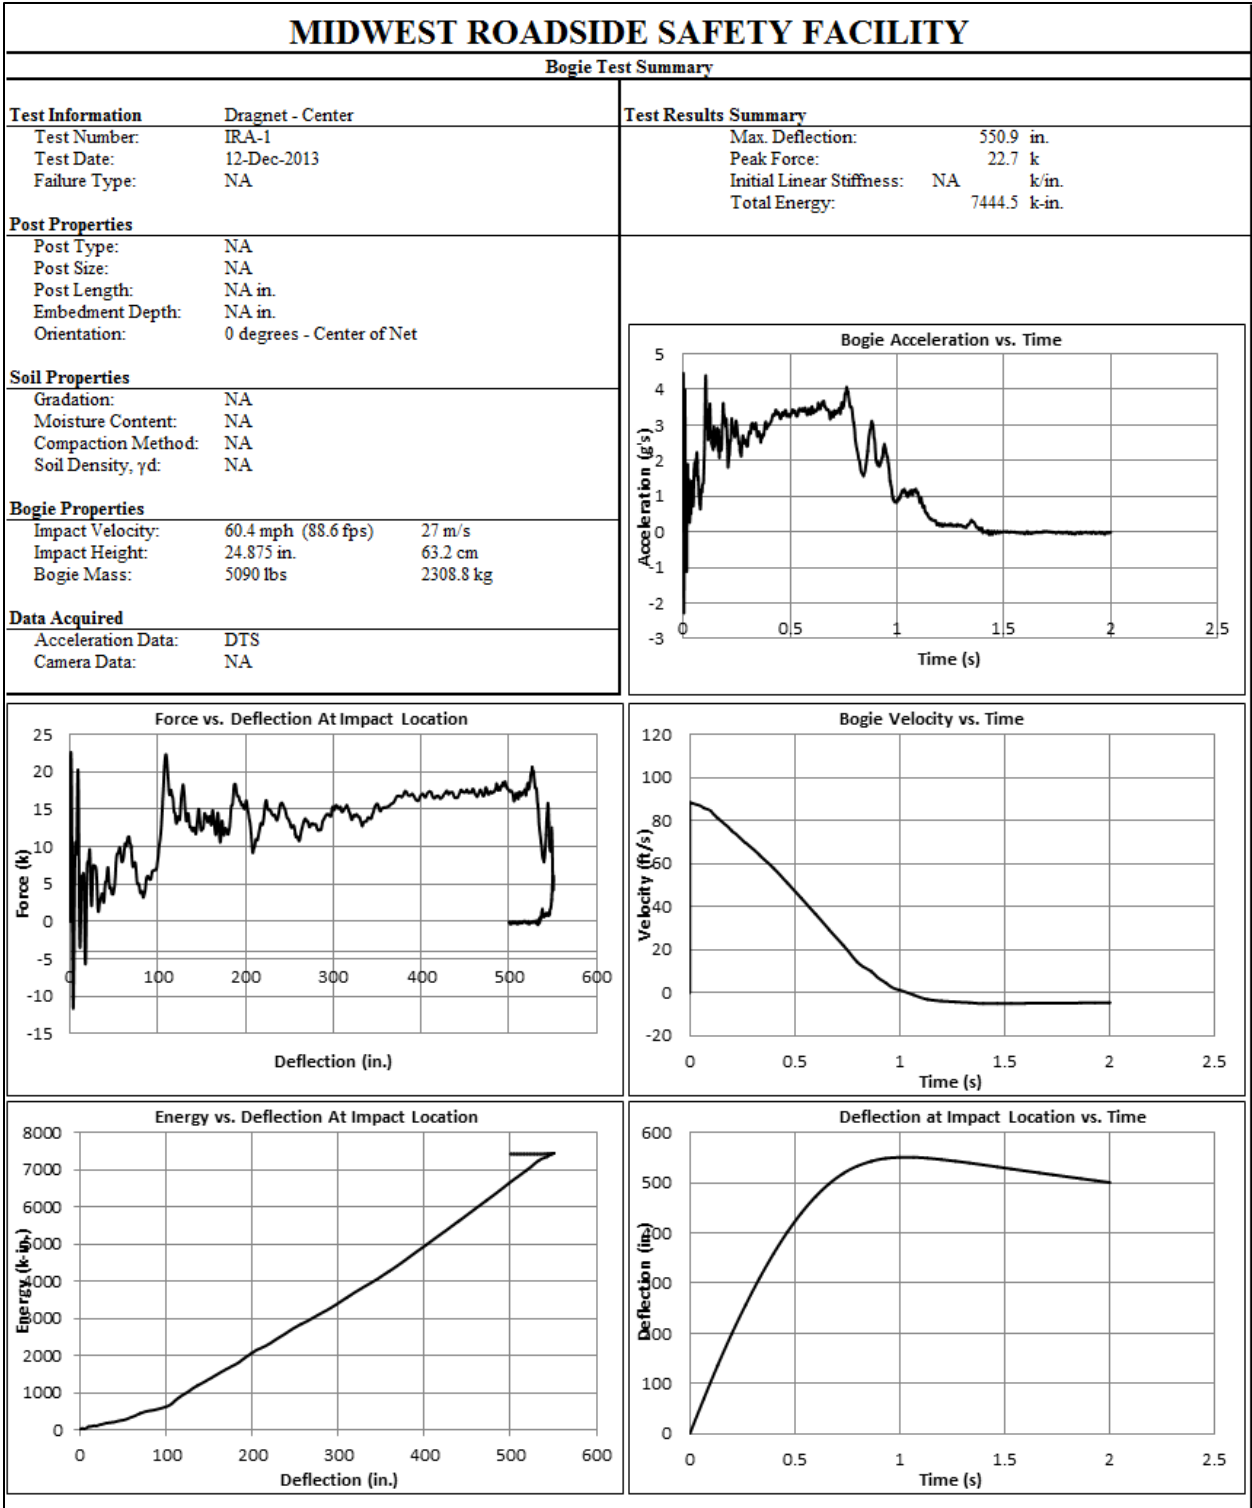 MIDWEST ROADSIDE SAFETY FACILITY
Bogie Test Summary
Test Information Dragnet - Center
Test Number: IRA-1
Test Date: 12-Dec-2013
Failure Type: NA
Post Properties
Post Type: NA
Post Size: NA
Post Length: NA in.
Embedment Depth: NA in.
Orientation: 0 degrees - Center of Net
Soil Properties
Gradation: NA
Moisture Content: NA
Compaction Method: NA
Soil Density, γd: NA
Bogie Properties
Impact Velocity: 60.4 mph (88.6 fps) 27 m/s
Impact Height: 24.875 in. 63.2 cm
Bogie Mass: 5090 lbs 2308.8 kg
Data Acquired
Acceleration Data: DTS
Camera Data: NA
Test Results Summary
Max. Deflection: 550.9 in.
Peak Force: 22.7 k
Initial Linear Stiffness: NA k/in.
Total Energy: 7444.5 k-in.
Bogie Acceleration vs. Time
Acceleration (g's)
5
4
3
2
1
0
-1
-2
-3
0 0.5 1 1.5 2 2.5
Time (s)
Force vs. Deflection At Impact Location
Force (k)
25
20
15
10
5
0
-5
-10
-15
0 100 200 300 400 500 600
Deflection (in.)
Bogie Velocity vs. Time
Velocity (ft/s)
120
100
80
60
40
20
0
-20
0 0.5 1 1.5 2 2.5
Time (s)
Energy vs. Deflection At Impact Location
Energy (k-in.)
8000
7000
6000
5000
4000
3000
2000
1000
0
0 100 200 300 400 500 600
Deflection (in.)
Deflection at Impact Location vs. Time
Deflection (in.)
600
500
400
300
200
100
0
0 0.5 1 1.5 2 2.5
Time (s)